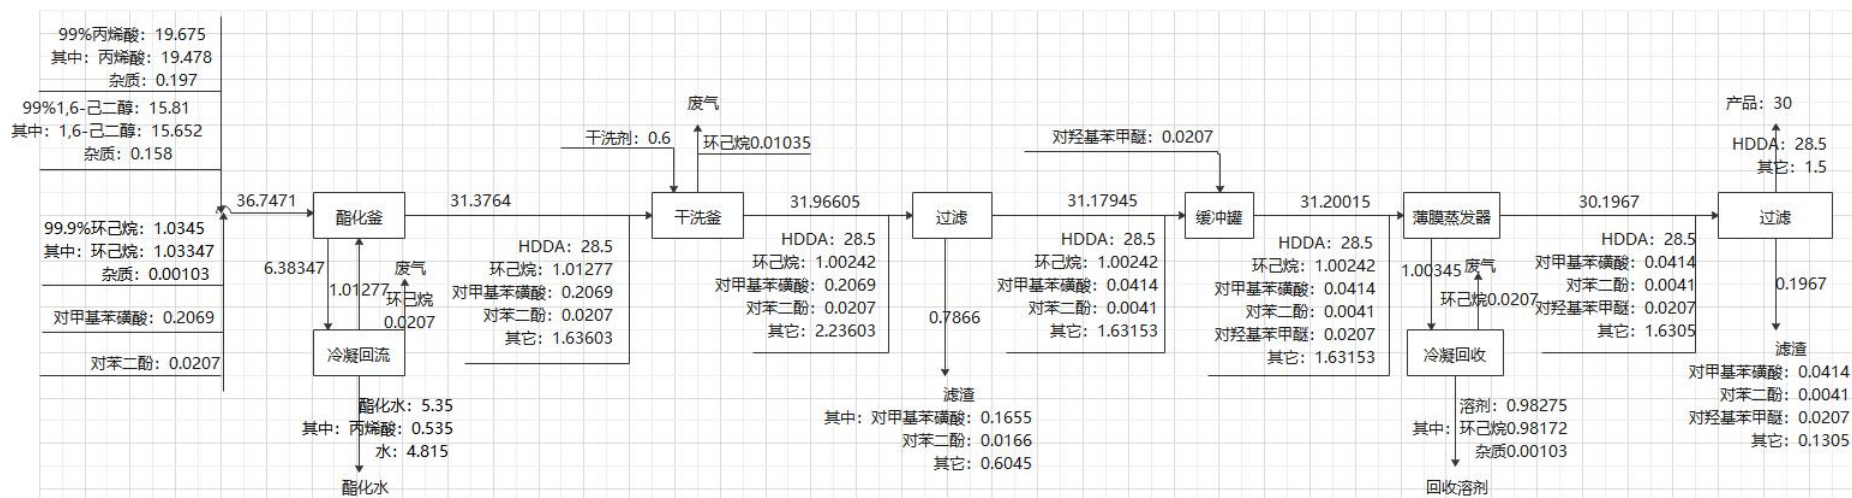 99%丙烯酸：19.675
其中：丙烯酸：19.478
杂质：0.197
99%1,6-己二醇：15.81
其中：1,6-己二醇：15.652
杂质：0.158
36.7471
99.9%环己烷：1.0345
其中：环己烷：1.03347
杂质：0.00103
对甲基苯磺酸：0.2069
对苯二酚：0.0207
酯化釜
6.38347
1.01277
废气
环己烷
0.0207
冷凝回流
酯化水：5.35
其中：丙烯酸：0.535
水：4.815
酯化水
31.3764
HDDA：28.5
环己烷：1.01277
对甲基苯磺酸：0.2069
对苯二酚：0.0207
其它：1.63603
干洗剂：0.6
废气
环己烷0.01035
干洗釜
31.96605
HDDA：28.5
环己烷：1.00242
对甲基苯磺酸：0.2069
对苯二酚：0.0207
其它：2.23603
过滤
0.7866
滤渣
其中：对甲基苯磺酸：0.1655
对苯二酚：0.0166
其它：0.6045
31.17945
HDDA：28.5
环己烷：1.00242
对甲基苯磺酸：0.0414
对苯二酚：0.0041
其它：1.63153
对羟基苯甲醚：0.0207
缓冲罐
31.20015
HDDA：28.5
环己烷：1.00242
对甲基苯磺酸：0.0414
对苯二酚：0.0041
对羟基苯甲醚：0.0207
其它：1.63153
薄膜蒸发器
1.00345
废气
环己烷0.0207
冷凝回收
溶剂：0.98275
其中：环己烷0.98172
杂质0.00103
回收溶剂
30.1967
HDDA：28.5
对甲基苯磺酸：0.0414
对苯二酚：0.0041
对羟基苯甲醚：0.0207
其它：1.6305
产品：30
HDDA：28.5
其它：1.5
过滤
0.1967
滤渣
对甲基苯磺酸：0.0414
对苯二酚：0.0041
对羟基苯甲醚：0.0207
其它：0.1305